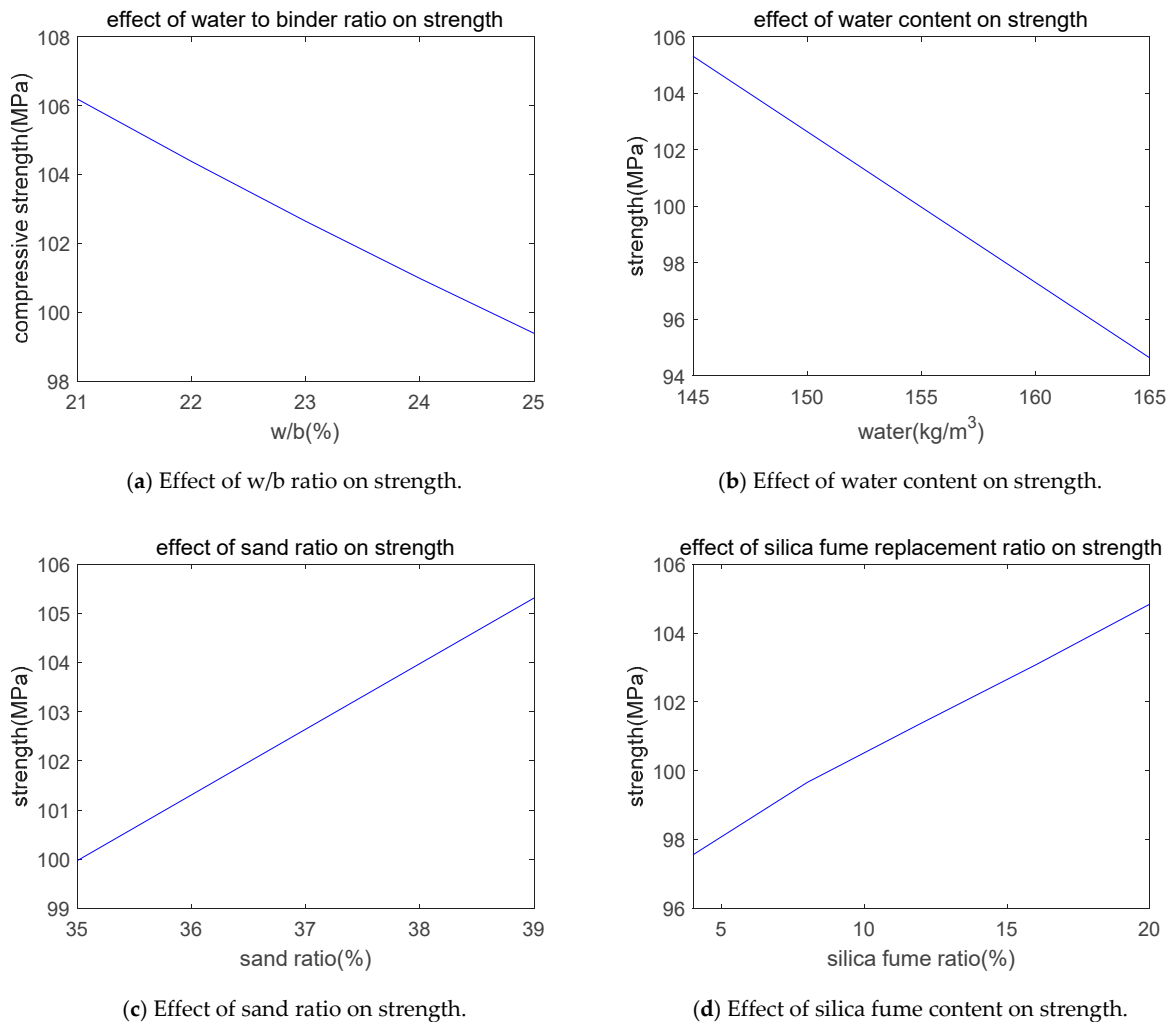 effect of water to binder ratio on strength
108
106
104
102
100
98
compressive strength(MPa)
21 22 23 24 25
w/b(%)
(a) Effect of w/b ratio on strength.
effect of water content on strength
106
104
102
100
98
96
94
strength(MPa)
145 150 155 160 165
water(kg/m³)
(b) Effect of water content on strength.
effect of sand ratio on strength
106
105
104
103
102
101
100
99
strength(MPa)
35 36 37 38 39
sand ratio(%)
(c) Effect of sand ratio on strength.
effect of silica fume replacement ratio on strength
106
104
102
100
98
96
strength(MPa)
5 10 15 20
silica fume ratio(%)
(d) Effect of silica fume content on strength.